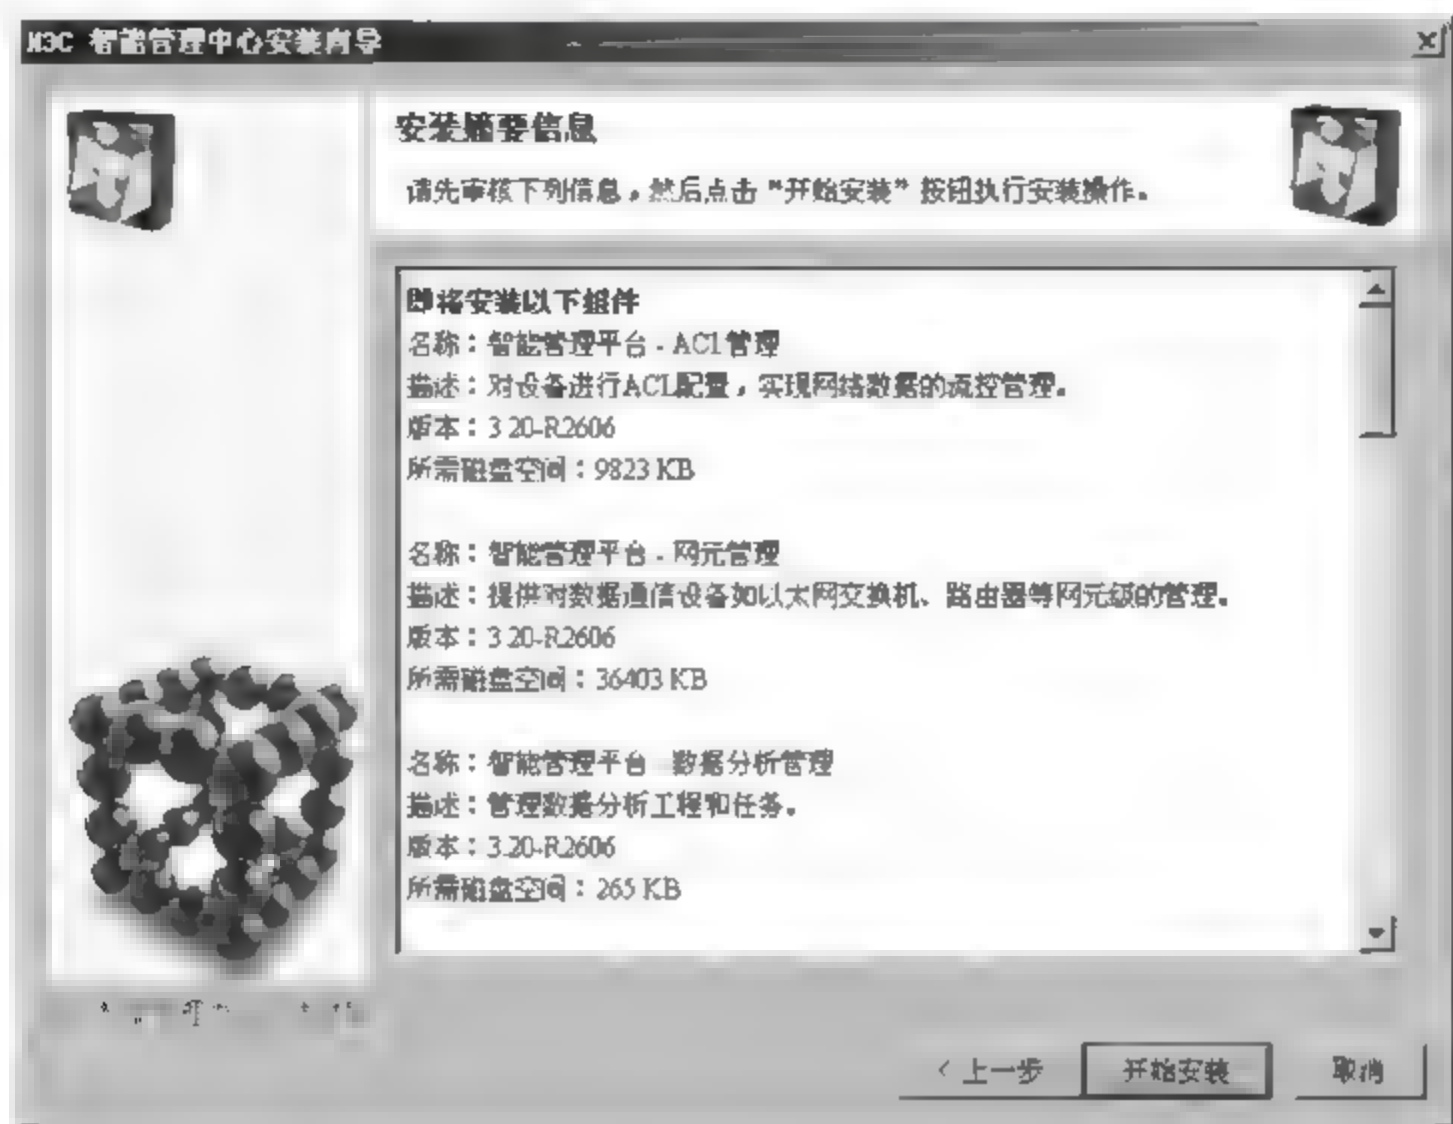 H3C 智能管理中心安装向导
安装摘要信息
请先审核下列信息，然后点击“开始安装”按钮执行安装操作。
即将安装以下组件
名称：智能管理平台 - ACL管理
描述：对设备进行ACL配置，实现网络数据的流控管理。
版本：3.20-R2606
所需磁盘空间：9823 KB
名称：智能管理平台 - 网元管理
描述：提供对数据通信设备如以太网交换机、路由器等网元级的管理。
版本：3.20-R2606
所需磁盘空间：36403 KB
名称：智能管理平台 - 数据分析管理
描述：管理数据分析工程和任务。
版本：3.20-R2606
所需磁盘空间：265 KB
< 上一步
开始安装
取消